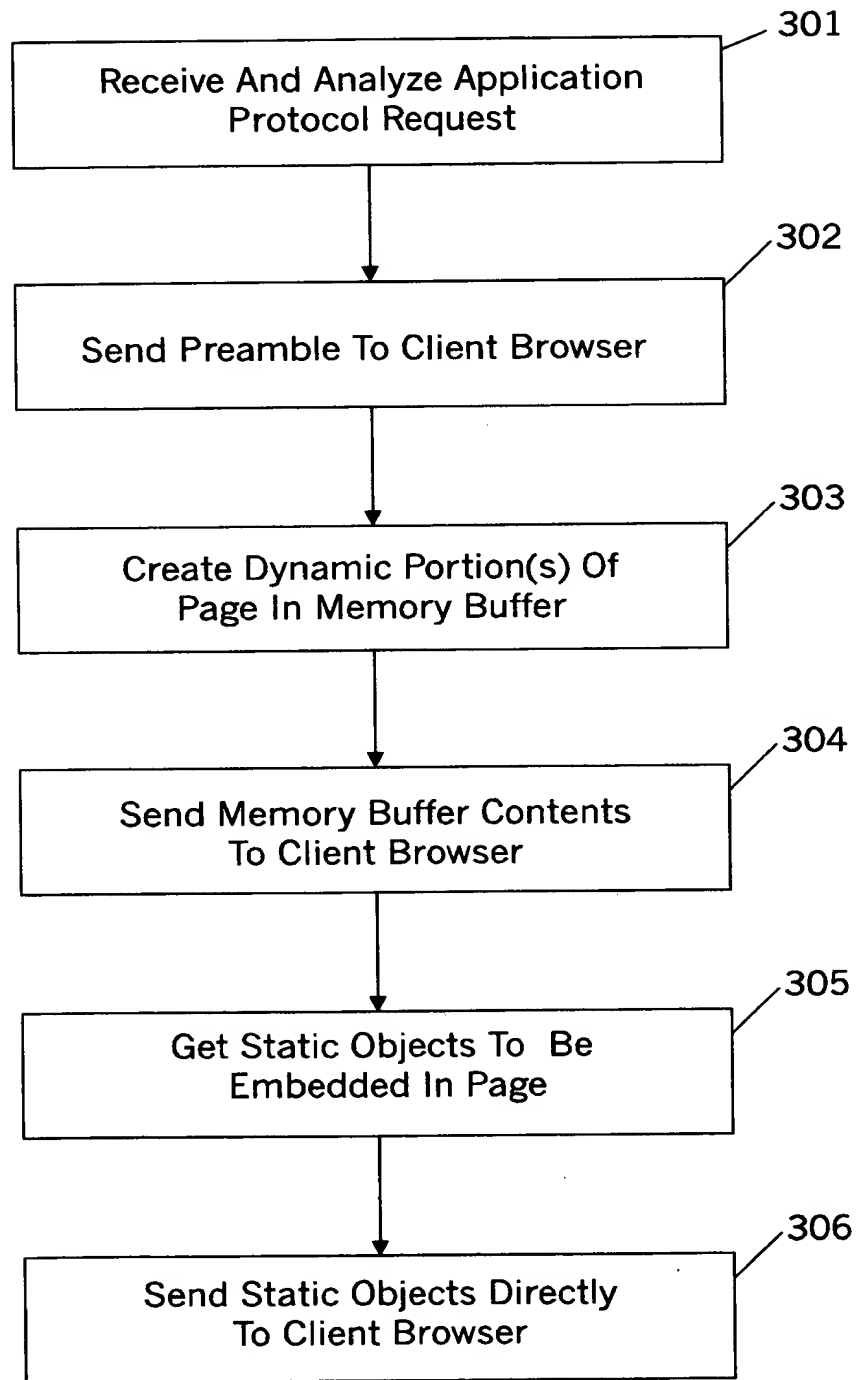 301
Receive And Analyze Application
Protocol Request
302
Send Preamble To Client Browser
303
Create Dynamic Portion(s) Of
Page In Memory Buffer
304
Send Memory Buffer Contents
To Client Browser
305
Get Static Objects To Be
Embedded In Page
306
Send Static Objects Directly
To Client Browser